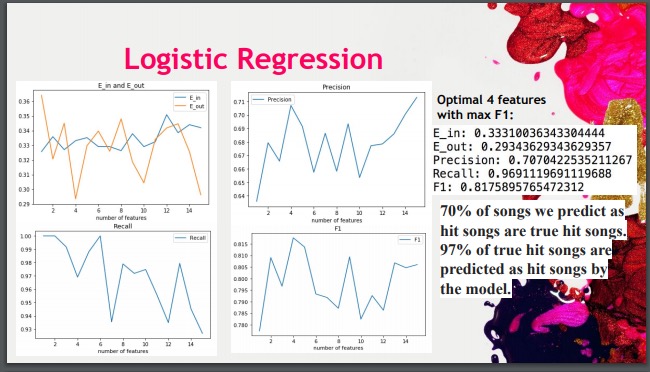 Logistic Regression
E_in and E_out
E_in
E_out
0.36
0.35
0.34
0.33
0.32
0.31
0.30
0.29
2 4 6 8 10 12 14
number of features
Precision
Precision
0.71
0.70
0.69
0.68
0.67
0.66
0.65
0.64
2 4 6 8 10 12 14
number of features
Recall
Recall
1.00
0.99
0.98
0.97
0.96
0.95
0.94
0.93
2 4 6 8 10 12 14
number of features
F1
F1
0.815
0.810
0.805
0.800
0.795
0.790
0.785
0.780
2 4 6 8 10 12 14
number of features
Optimal 4 features
with max F1:
E_in: 0.33310036343304444
E_out: 0.29343629343629357
Precision: 0.7070422535211267
Recall: 0.9691119691119688
F1: 0.8175895765472312
70% of songs we predict as
hit songs are true hit songs.
97% of true hit songs are
predicted as hit songs by
the model.